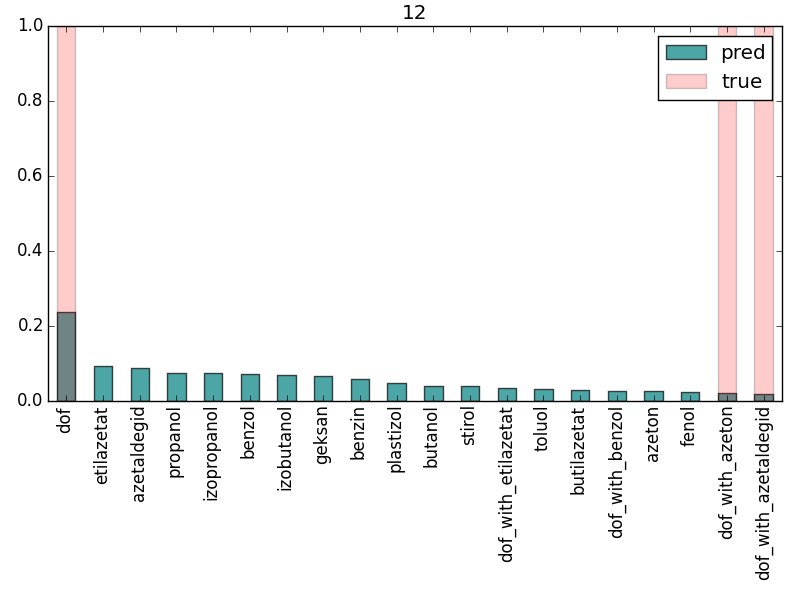 12
1.0
0.8
0.6
0.4
0.2
0.0
pred
true
dof
etilazetat
azetaldegid
propanol
izopropanol
benzol
izobutanol
geksan
benzin
plastizol
butanol
stirol
dof_with_etilazetat
toluol
butilazetat
dof_with_benzol
azeton
fenol
dof_with_azeton
dof_with_azetaldegid